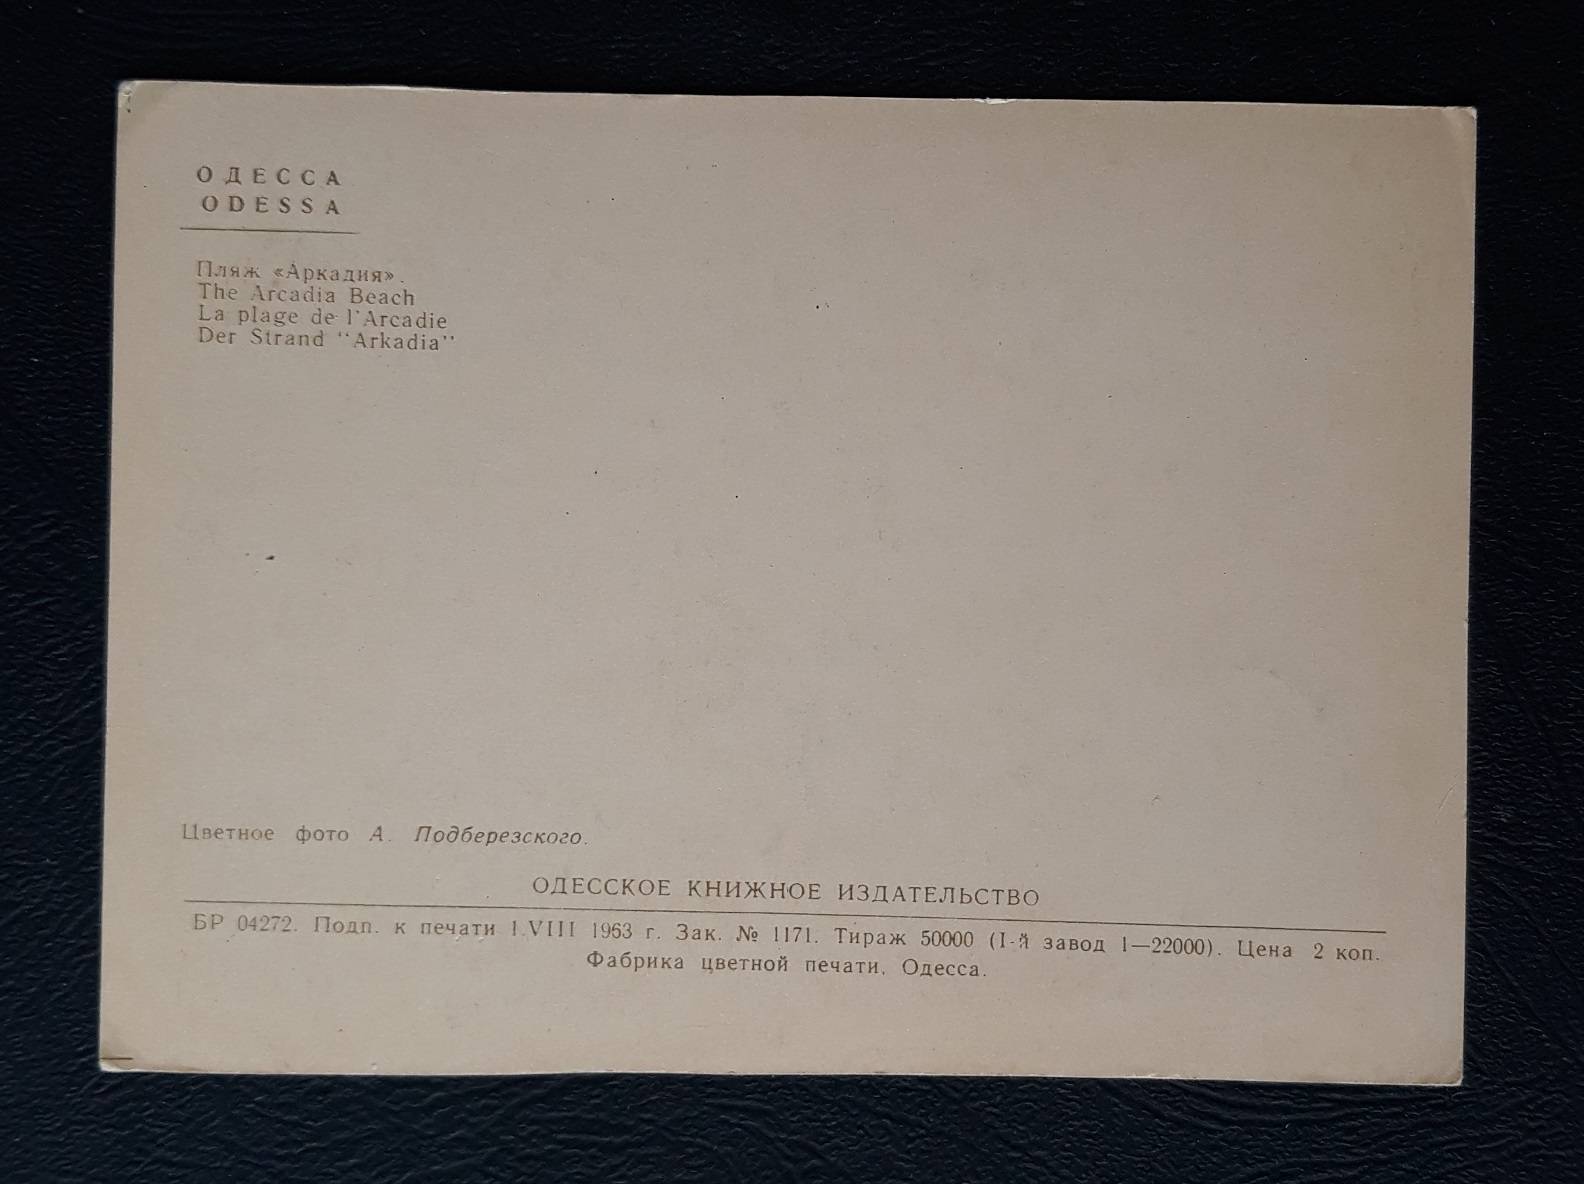 ОДЕССА
ODESSA
Пляж «Аркадия».
The Arcadia Beach
La plage de l'Arcadie
Der Strand "Arkadia"
Цветное фото А. Подберезского.
ОДЕССКОЕ КНИЖНОЕ ИЗДАТЕЛЬСТВО
БР 04272. Подп. к печати 1.VIII 1963 г. Зак. № 1171. Тираж 50000 (1-й завод 1—22000). Цена 2 коп.
Фабрика цветной печати, Одесса.